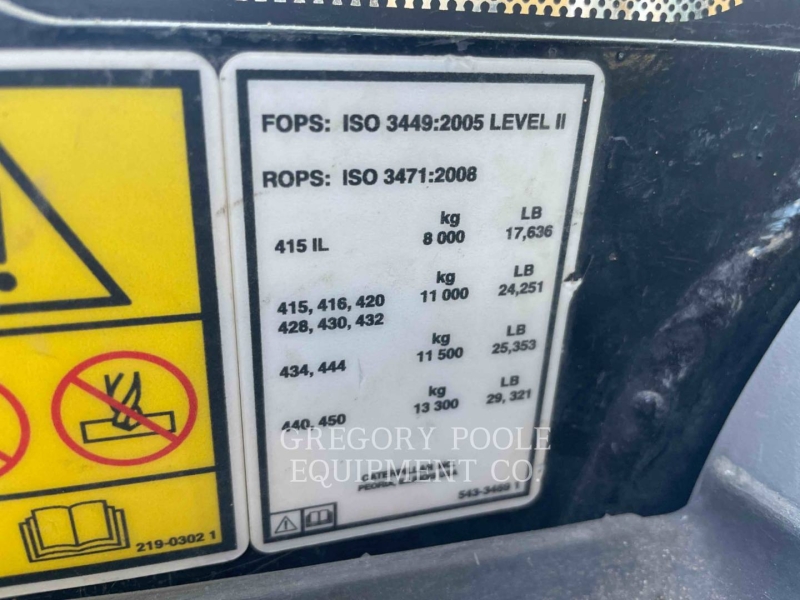 FOPS: ISO 3449:2005 LEVEL II
ROPS: ISO 3471:2008
kg LB
415 IL 8 000 17,636
kg LB
415, 416, 420 11 000 24,251
428, 430, 432
kg LB
434, 444 11 500 25,353
kg LB
440, 450 13 300 29, 321
GREGORY POOLE
EQUIPMENT CO.
PEORIA,
219-0302 1